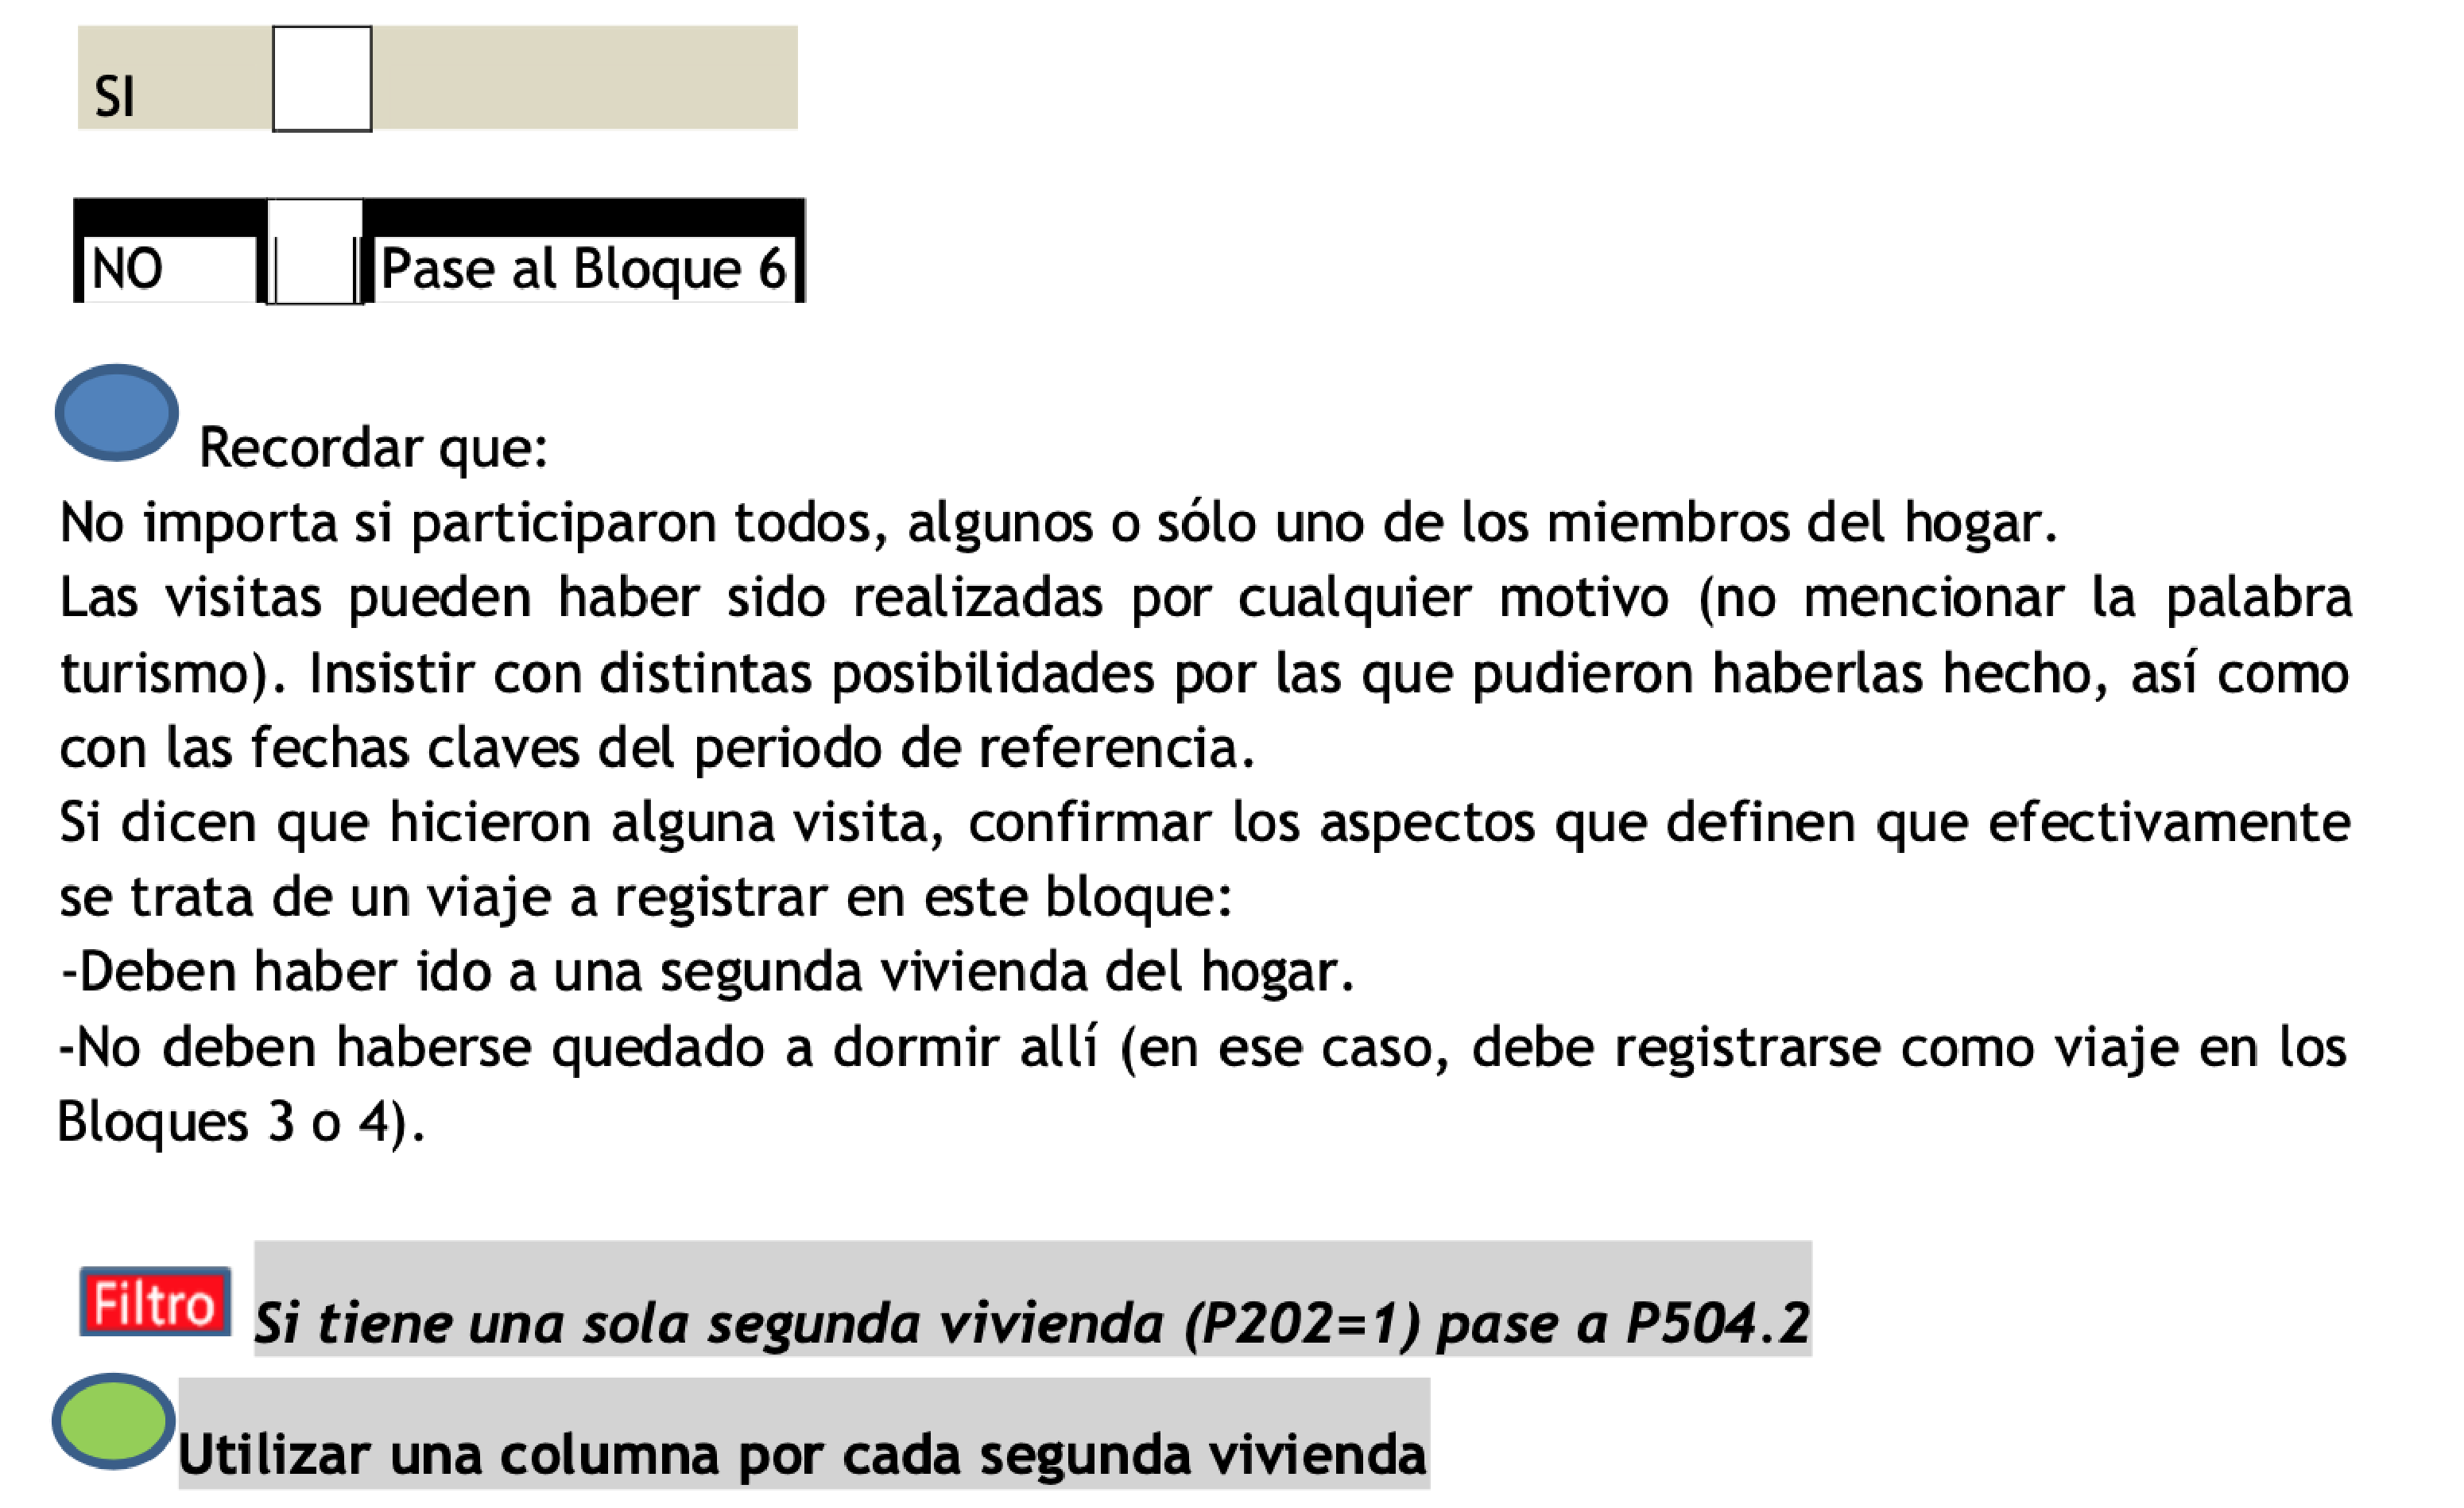 SI
NO Pase al Bloque 6
Recordar que:
No importa si participaron todos, algunos o sólo uno de los miembros del hogar.
Las visitas pueden haber sido realizadas por cualquier motivo (no mencionar la palabra
turismo). Insistir con distintas posibilidades por las que pudieron haberlas hecho, así como
con las fechas claves del periodo de referencia.
Si dicen que hicieron alguna visita, confirmar los aspectos que definen que efectivamente
se trata de un viaje a registrar en este bloque:
-Deben haber ido a una segunda vivienda del hogar.
-No deben haberse quedado a dormir allí (en ese caso, debe registrarse como viaje en los
Bloques 3 o 4).
Filtro Si tiene una sola segunda vivienda (P202=1) pase a P504.2
Utilizar una columna por cada segunda vivienda